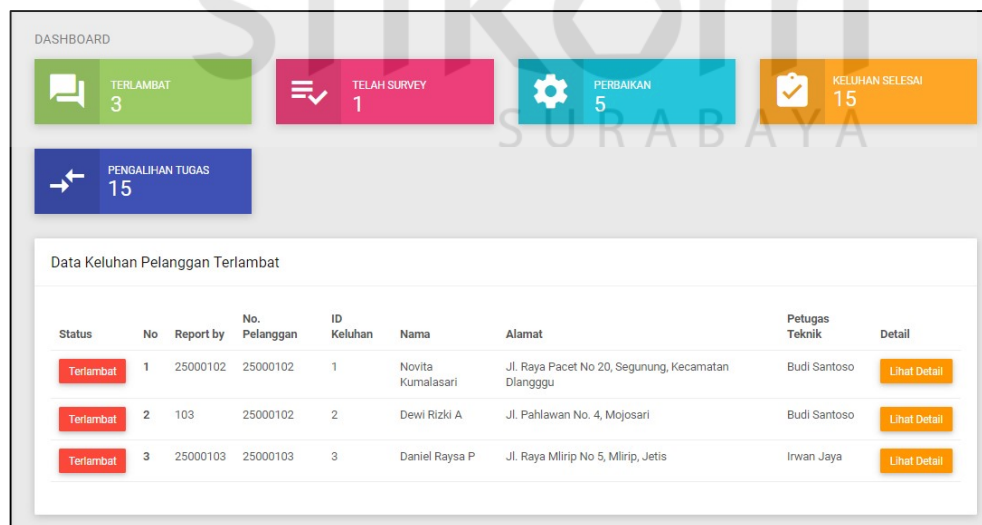 stikom
SURABAYA
DASHBOARD
TERLAMBAT
3
TELAH SURVEY
1
PERBAIKAN
5
KELUHAN SELESAI
15
PENGALIHAN TUGAS
15
Data Keluhan Pelanggan Terlambat
Status No Report by No. Pelanggan ID Keluhan Nama Alamat Petugas Teknik Detail
Terlambat 1 25000102 25000102 1 Novita Kumalasari Jl. Raya Pacet No 20, Segunung, Kecamatan Dlangggu Budi Santoso Lihat Detail
Terlambat 2 103 25000102 2 Dewi Rizki A Jl. Pahlawan No. 4, Mojosari Budi Santoso Lihat Detail
Terlambat 3 25000103 25000103 3 Daniel Raysa P Jl. Raya Mlirip No 5, Mlirip, Jetis Irwan Jaya Lihat Detail